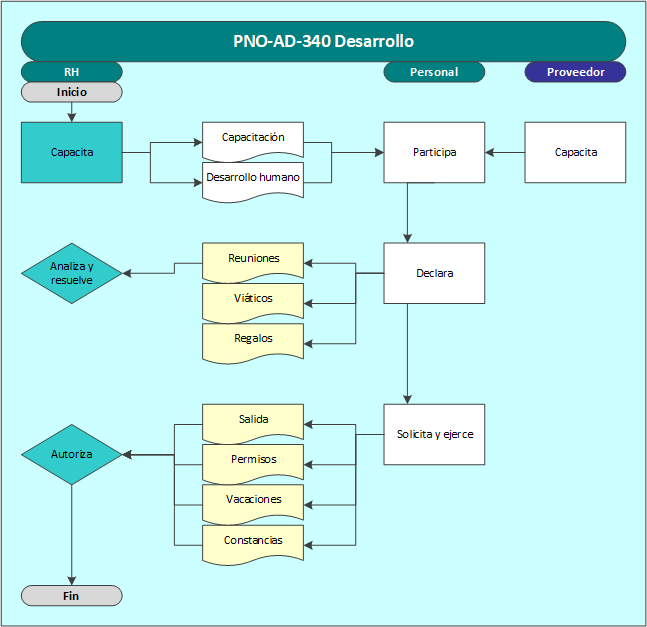 PNO-AD-340 Desarrollo
RH
Personal
Proveedor
Inicio
Capacita
Capacitación
Desarrollo humano
Participa
Capacita
Analiza y
resuelve
Reuniones
Viáticos
Regalos
Declara
Autoriza
Salida
Permisos
Vacaciones
Constancias
Solicita y ejerce
Fin